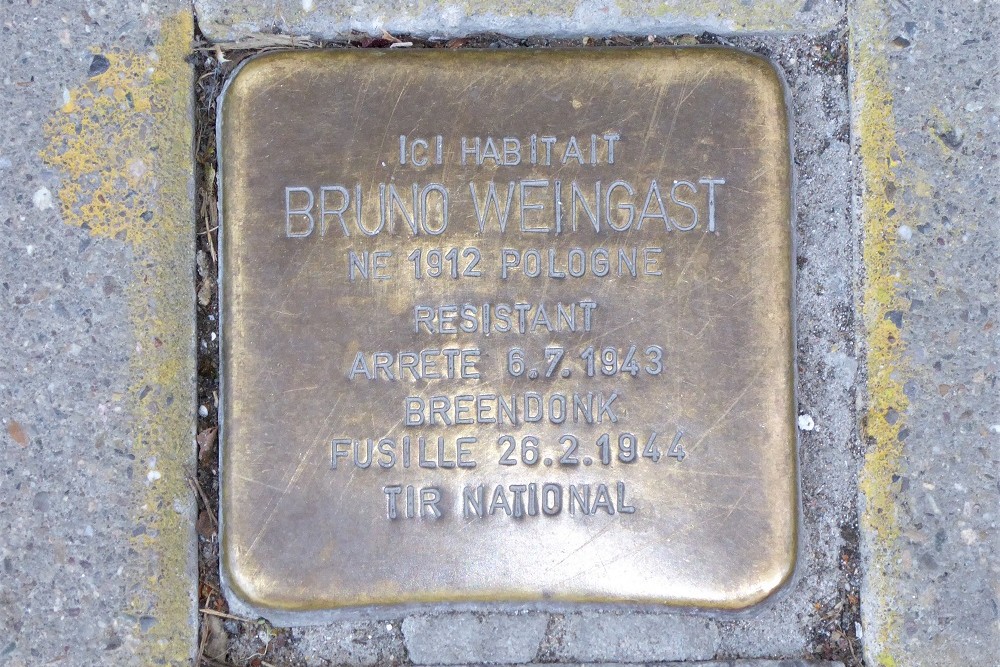 ICI HABITAIT
BRUNO WEINGAST
NE 1912 POLOGNE
RESISTANT
ARRETE 6.7.1943
BREENDONK
FUSILLE 26.2.1944
TIR NATIONAL